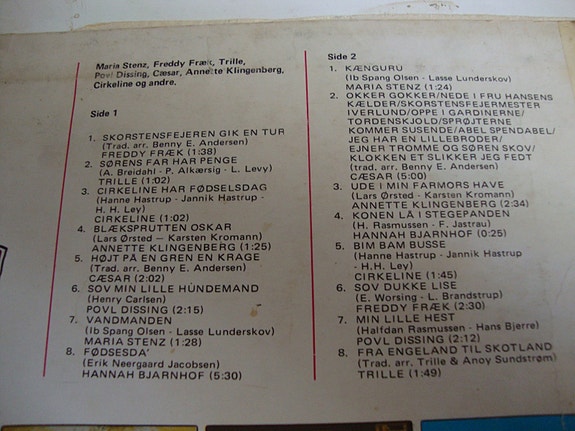 Maria Stenz, Freddy Fræk, Trille,
Povl Dissing, Cæsar, Annette Klingenberg,
Cirkeline og andre.
Side 1
1. SKORSTENSFEJEREN GIK EN TUR
(Trad. arr. Benny E. Andersen)
FREDDY FRÆK (1:38)
2. SØRENS FAR HAR PENGE
(A. Breidahl - P. Alkærsig - L. Levy)
TRILLE (1:02)
3. CIRKELINE HAR FØDSELSDAG
(Hanne Hastrup - Jannik Hastrup -
H. H. Ley)
CIRKELINE (1:02)
4. BLÆKSPRUTTEN OSKAR
(Lars Ørsted – Karsten Kromann)
ANNETTE KLINGENBERG (1:25)
5. HØJT PÅ EN GREN EN KRAGE
(Trad. arr. Benny E. Andersen)
CÆSAR (2:02)
6. SOV MIN LILLE HÜNDEMAND
(Henry Carlsen)
POVL DISSING (2:15)
7. VANDMANDEN
(Ib Spang Olsen - Lasse Lunderskov)
MARIA STENZ (1:28)
8. FØDSESDA'
(Erik Neergaard Jacobsen)
HANNAH BJARNHOF (5:30)
Side 2
1. KÆNGURU
(Ib Spang Olsen - Lasse Lunderskov)
MARIA STENZ (1:24)
2. OKKER GOKKER/NEDE I FRU HANSENS
KÆLDER/SKORSTENSFEJERMESTER
IVERLUND/OPPE I GARDINERNE/
TORDENSKJOLD/SPRØJTERNE
KOMMER SUSENDE/ABEL SPENDABEL/
JEG HAR EN LILLEBRODER/
EJNER TROMME OG SØREN SKOV/
KLOKKEN ET SLIKKER JEG FEDT
(trad. arr. Benny E. Andersen)
CÆSAR (5:00)
3. UDE I MIN FARMORS HAVE
(Lars Ørsted - Karsten Kromann)
ANNETTE KLINGENBERG (2:34)
4. KONEN LÅ I STEGEPANDEN
(H. Rasmussen - F. Jastrau)
HANNAH BJARNHOF (0:25)
5. BIM BAM BUSSE
(Hanne Hastrup - Jannik Hastrup
- H.H. Ley)
CIRKELINE (1:45)
6. SOV DUKKE LISE
(E. Worsing - L. Brandstrup)
FREDDY FRÆK (2:30)
7. MIN LILLE HEST
(Halfdan Rasmussen - Hans Bjerre)
POVL DISSING (2:12)
8. FRA ENGELAND TIL SKOTLAND
(Trad. arr. Trille & Anoy Sundstrøm)
TRILLE (1:49)